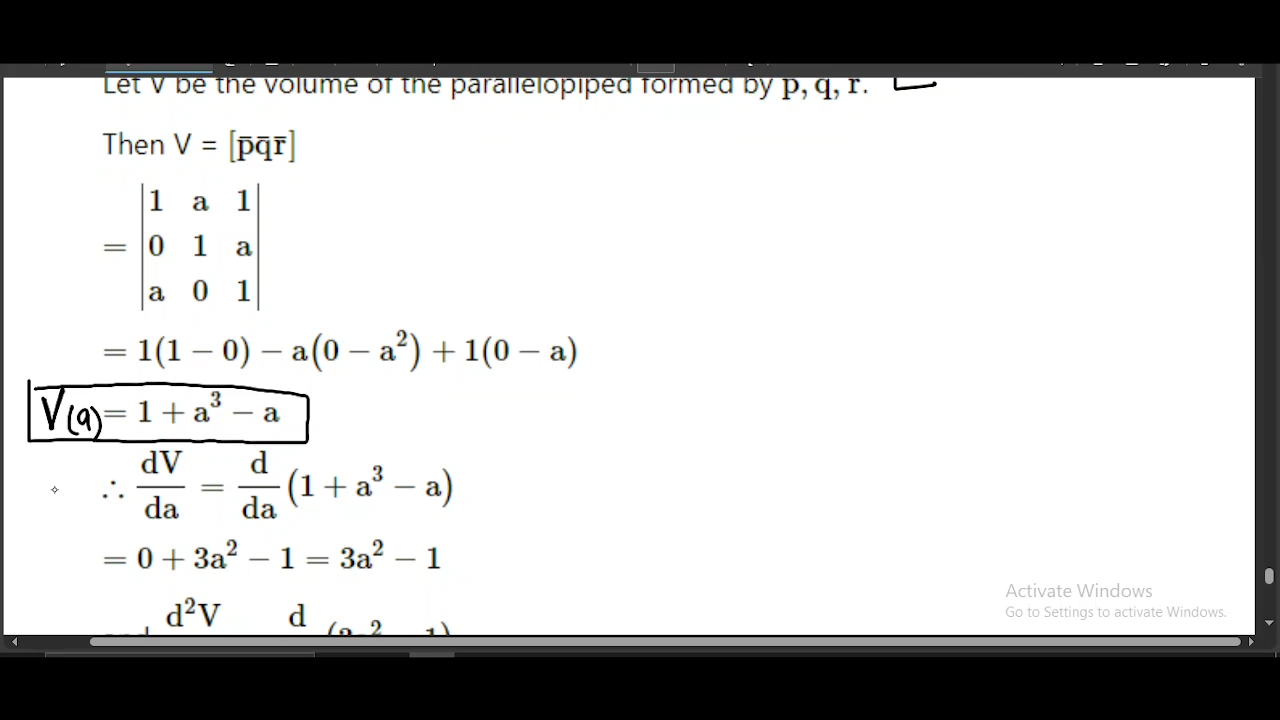 Let V be the volume of the parallelopiped formed by p, q, r.
Then V = [p̄q̄r̄]
= |1 a 1|
|0 1 a|
|a 0 1|
= 1(1 − 0) − a(0 − a²) + 1(0 − a)
V(a) = 1 + a³ − a
∴ dV/da = d/da (1 + a³ − a)
= 0 + 3a² − 1 = 3a² − 1
d²V d
Activate Windows
Go to Settings to activate Windows.